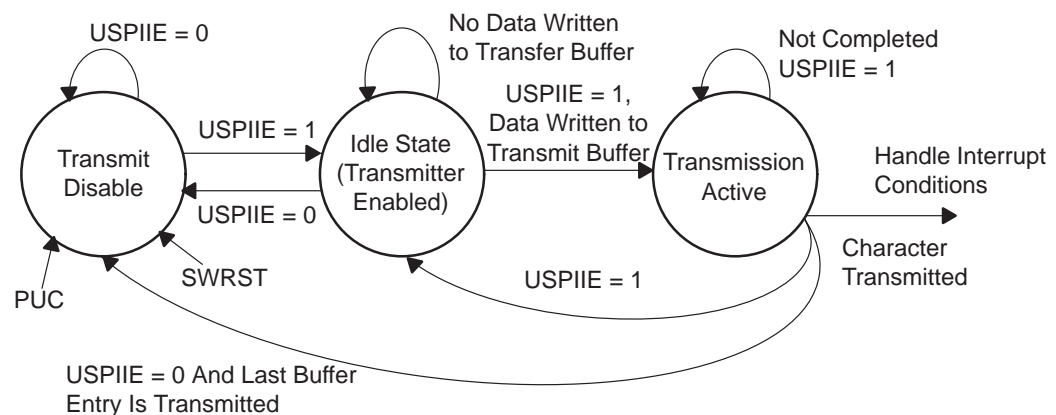 USPIIE = 0
No Data Written
to Transfer Buffer
Not Completed
USPIIE = 1
USPIIE = 1
USPIIE = 1,
Data Written to
Transmit Buffer
Transmit
Disable
Idle State
(Transmitter
Enabled)
Transmission
Active
Handle Interrupt
Conditions
USPIIE = 0
Character
Transmitted
PUC
SWRST
USPIIE = 1
USPIIE = 0 And Last Buffer
Entry Is Transmitted